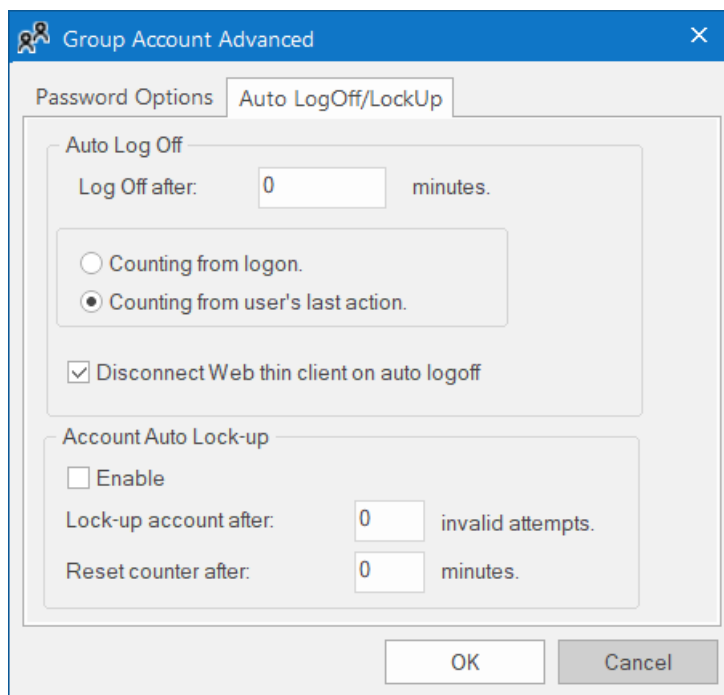 Group Account Advanced
Password Options Auto LogOff/LockUp
Auto Log Off
Log Off after: 0 minutes.
Counting from logon.
Counting from user's last action.
Disconnect Web thin client on auto logoff
Account Auto Lock-up
Enable
Lock-up account after: 0 invalid attempts.
Reset counter after: 0 minutes.
OK Cancel